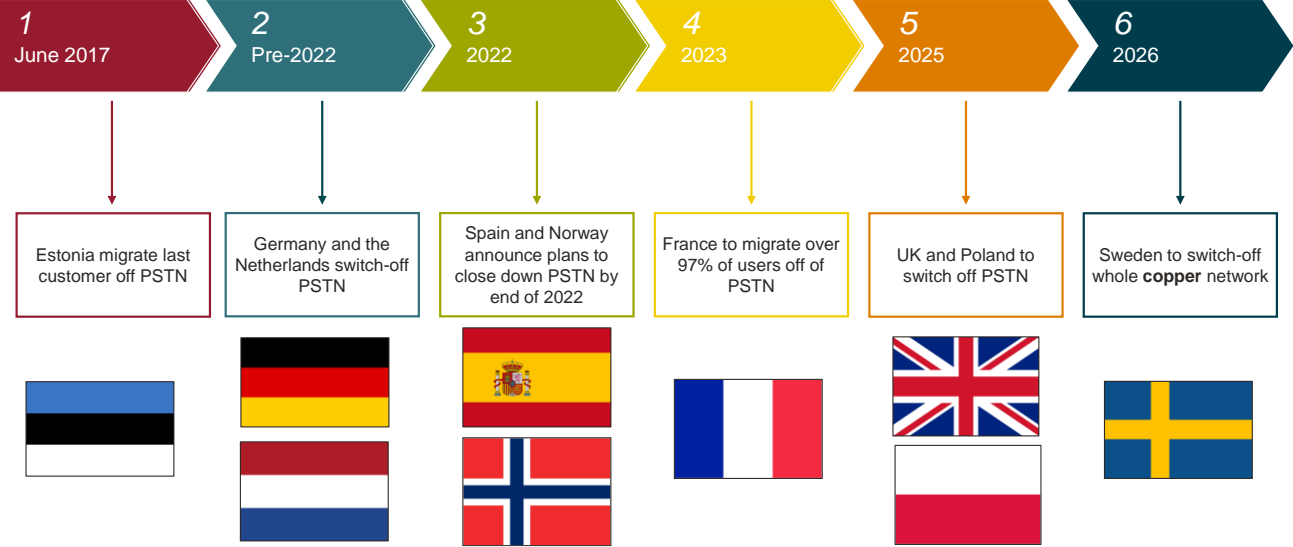 1
June 2017
2
Pre-2022
3
2022
4
2023
5
2025
6
2026
Estonia migrate last
customer off PSTN
Germany and the
Netherlands switch-off
PSTN
Spain and Norway
announce plans to
close down PSTN by
end of 2022
France to migrate over
97% of users off of
PSTN
UK and Poland to
switch off PSTN
Sweden to switch-off
whole copper network